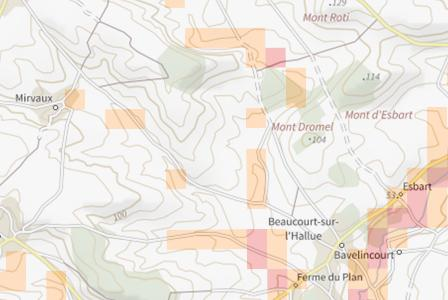 .129
Mont Roti
.114
Mirvaux
Mont d'Esbart
Mont Dromel
•104
Esbart
53
100
Beaucourt-sur-
l'Hallue
Bavelincourt
Ferme du Plan